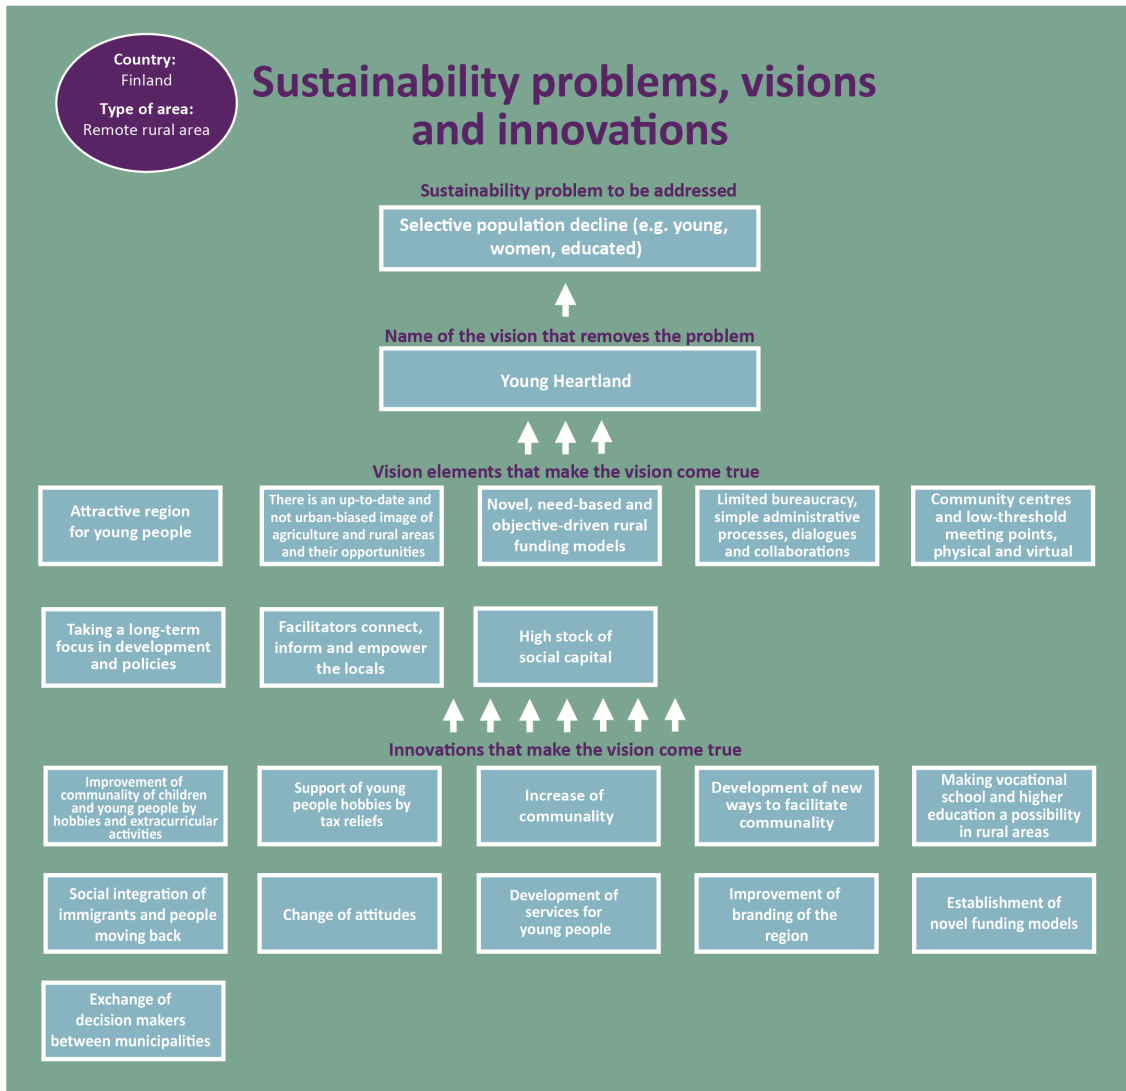 Country:
Finland
Type of area:
Remote rural area
Sustainability problems, visions
and innovations
Sustainability problem to be addressed
Selective population decline (e.g. young,
women, educated)
Name of the vision that removes the problem
Young Heartland
Vision elements that make the vision come true
Attractive region
for young people
There is an up-to-date and
not urban-biased image of
agriculture and rural areas
and their opportunities
Novel, need-based and
objective-driven rural
funding models
Limited bureaucracy,
simple administrative
processes, dialogues
and collaborations
Community centres
and low-threshold
meeting points,
physical and virtual
Taking a long-term
focus in development
and policies
Facilitators connect,
inform and empower
the locals
High stock of
social capital
Innovations that make the vision come true
Improvement of
communality of children
and young people by
hobbies and extracurricular
activities
Support of young
people hobbies by
tax reliefs
Increase of
communality
Development of new
ways to facilitate
communality
Making vocational
school and higher
education a possibility
in rural areas
Social integration of
immigrants and people
moving back
Change of attitudes
Development of
services for
young people
Improvement of
branding of the
region
Establishment of
novel funding models
Exchange of
decision makers
between municipalities